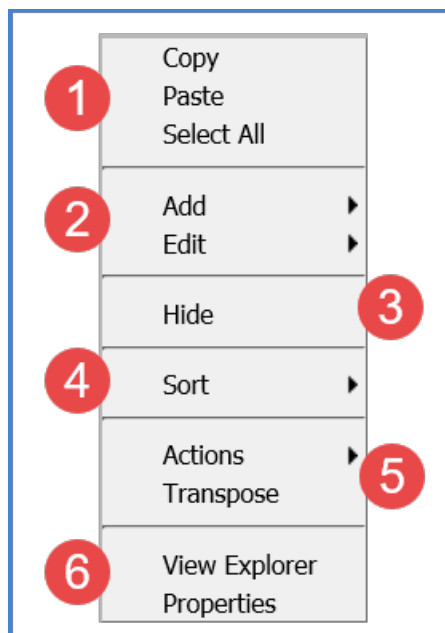 1
Copy
Paste
Select All
2
Add
Edit
3
Hide
4
Sort
5
Actions
Transpose
6
View Explorer
Properties